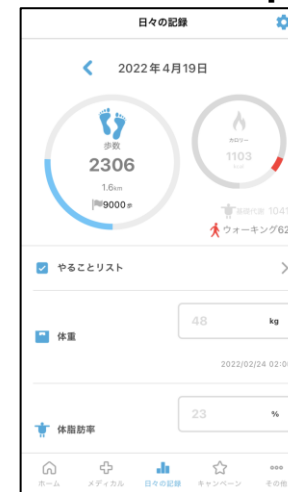 日々の記録
2022年4月19日
歩数
2306
1.6km
9000歩
カロリー
1103
kcal
基礎代謝 1041
ウォーキング62
やることリスト
48 kg
体重
2022/02/24 02:0
23 %
体脂肪率
ホーム メディカル 日々の記録 キャンペーン その他